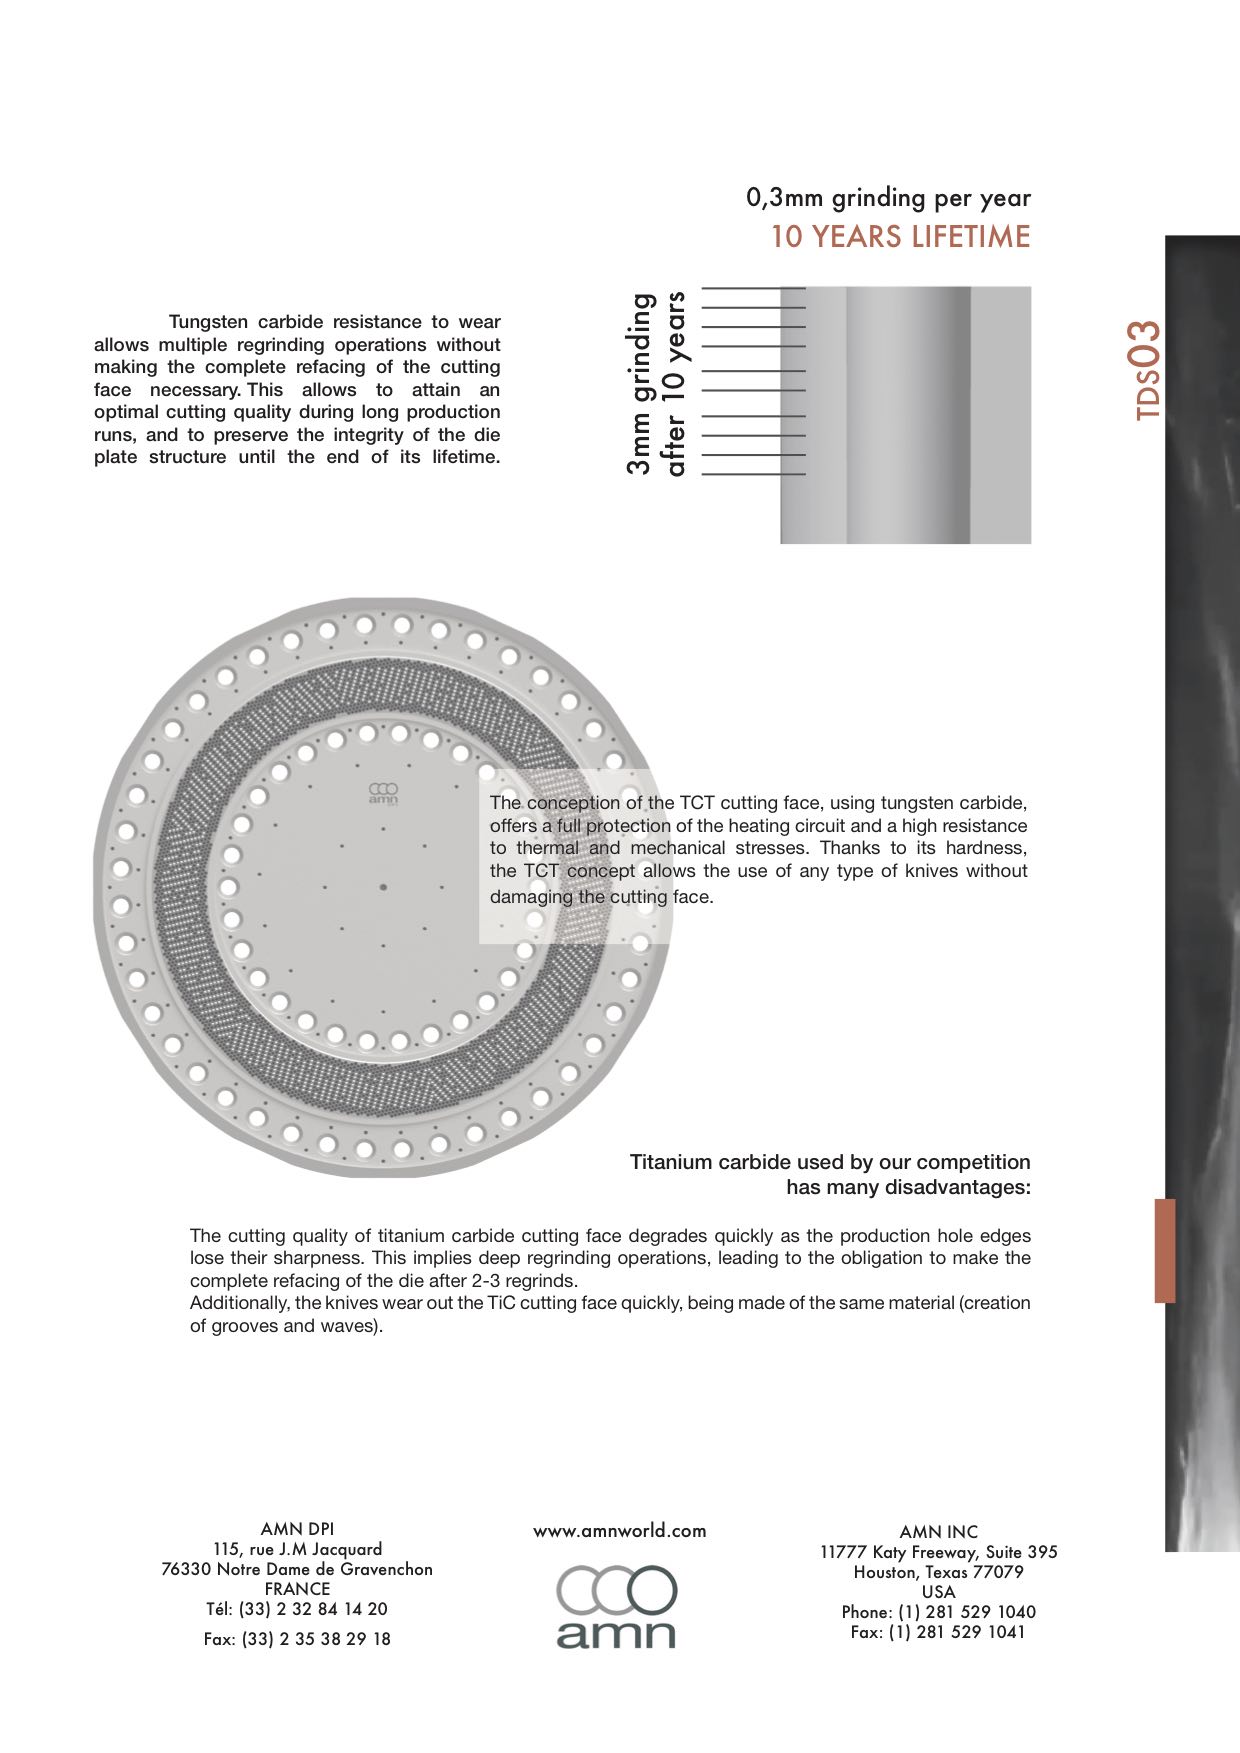 0,3mm grinding per year
10 YEARS LIFETIME
3mm grinding
after 10 years
TDS03
Tungsten carbide resistance to wear
allows multiple regrinding operations without
making the complete refacing of the cutting
face necessary. This allows to attain an
optimal cutting quality during long production
runs, and to preserve the integrity of the die
plate structure until the end of its lifetime.
amn
The conception of the TCT cutting face, using tungsten carbide,
offers a full protection of the heating circuit and a high resistance
to thermal and mechanical stresses. Thanks to its hardness,
the TCT concept allows the use of any type of knives without
damaging the cutting face.
Titanium carbide used by our competition
has many disadvantages:
The cutting quality of titanium carbide cutting face degrades quickly as the production hole edges
lose their sharpness. This implies deep regrinding operations, leading to the obligation to make the
complete refacing of the die after 2-3 regrinds.
Additionally, the knives wear out the TiC cutting face quickly, being made of the same material (creation
of grooves and waves).
AMN DPI
115, rue J.M Jacquard
76330 Notre Dame de Gravenchon
FRANCE
Tél: (33) 2 32 84 14 20
Fax: (33) 2 35 38 29 18
www.amnworld.com
amn
AMN INC
11777 Katy Freeway, Suite 395
Houston, Texas 77079
USA
Phone: (1) 281 529 1040
Fax: (1) 281 529 1041